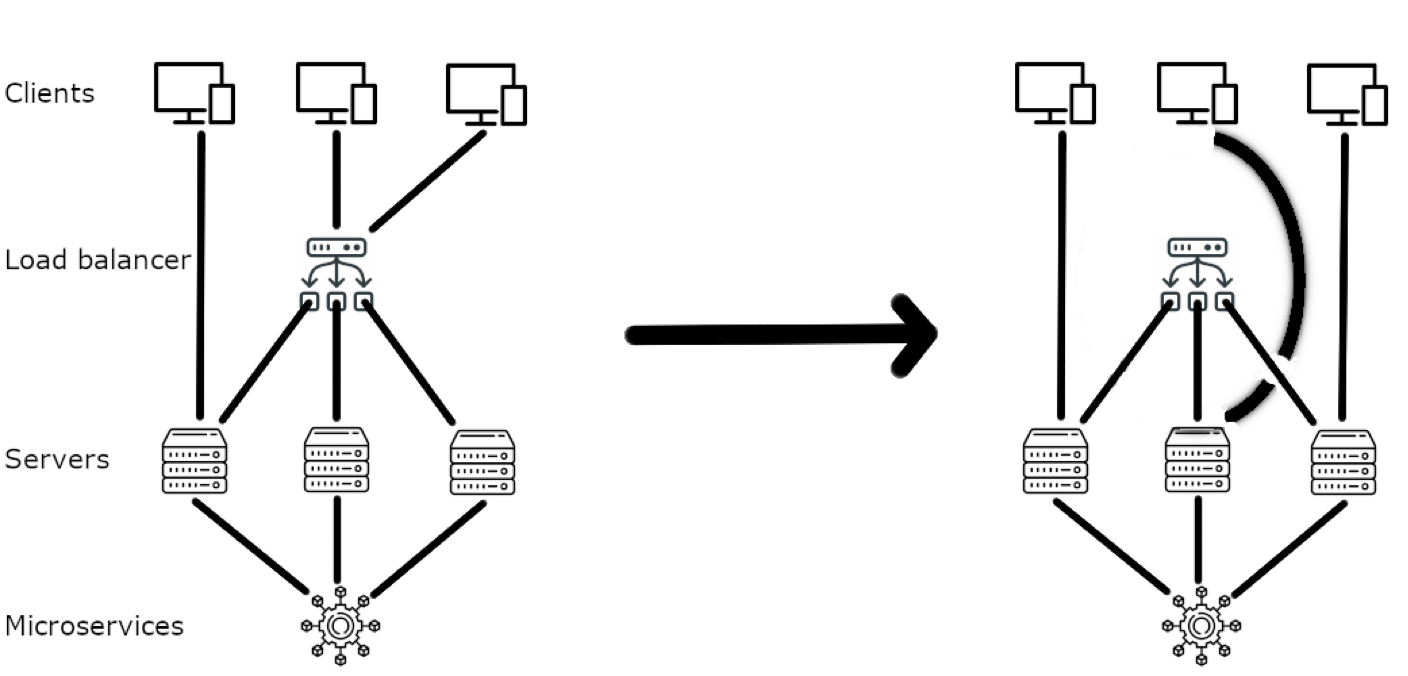 Clients
Load balancer
Servers
Microservices